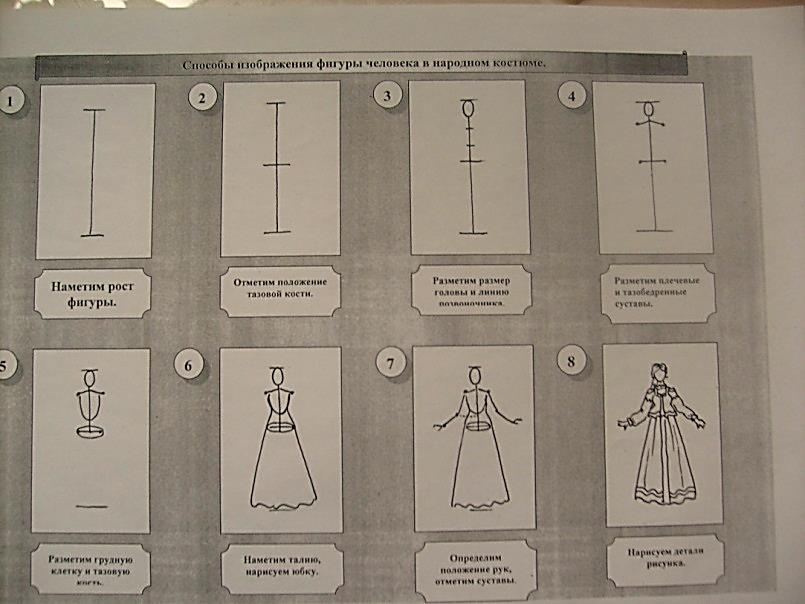 Способы изображения фигуры человека в народном костюме.
1
2
3
4
Наметим рост
фигуры.
Отметим положение
тазовой кости.
Разметим размер
головы и линию
позвоночника.
Разметим плечевые
и тазобедренные
суставы.
5
6
7
8
Разметим грудную
клетку и тазовую
кость.
Наметим талию,
нарисуем юбку.
Определим
положение рук,
отметим суставы.
Нарисуем детали
рисунка.